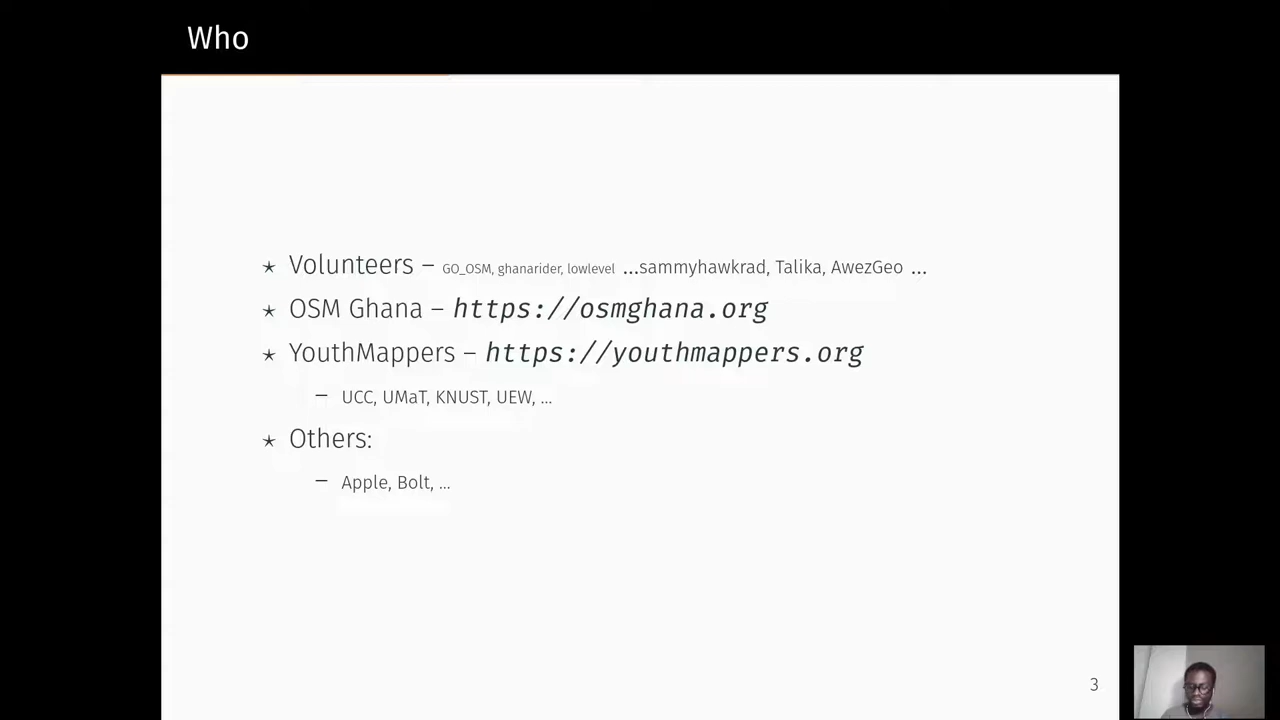 Who
⋆ Volunteers – GO_OSM, ghanarider, lowlevel ...sammyhawkrad, Talika, AwezGeo ...
⋆ OSM Ghana – https://osmghana.org
⋆ YouthMappers – https://youthmappers.org
– UCC, UMaT, KNUST, UEW, ...
⋆ Others:
– Apple, Bolt, ...
3